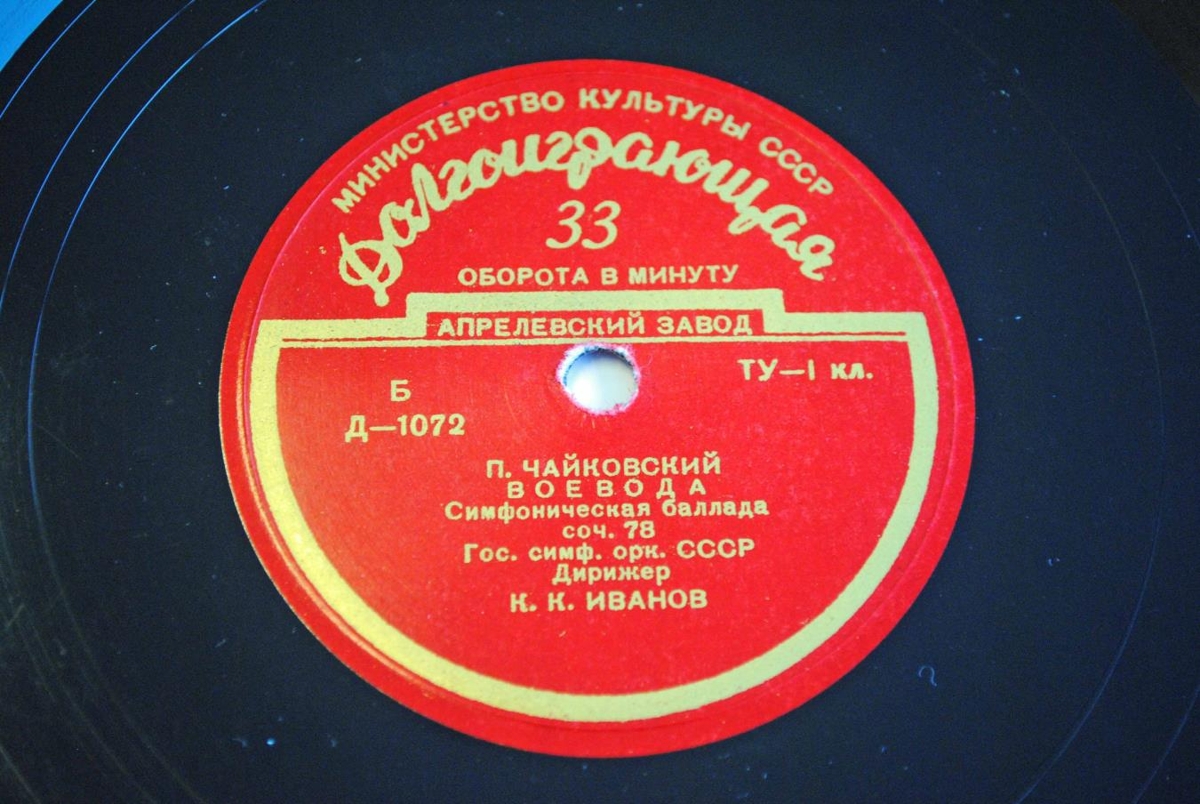 МИНИСТЕРСТВО КУЛЬТУРЫ СССР
Долгоиграющая
33
ОБОРОТА В МИНУТУ
АПРЕЛЕВСКИЙ ЗАВОД
Б
Д—1072
ТУ—1 кл.
П. ЧАЙКОВСКИЙ
ВОЕВОДА
Симфоническая баллада
соч. 78
Гос. симф. орк. СССР
Дирижер
К. К. ИВАНОВ